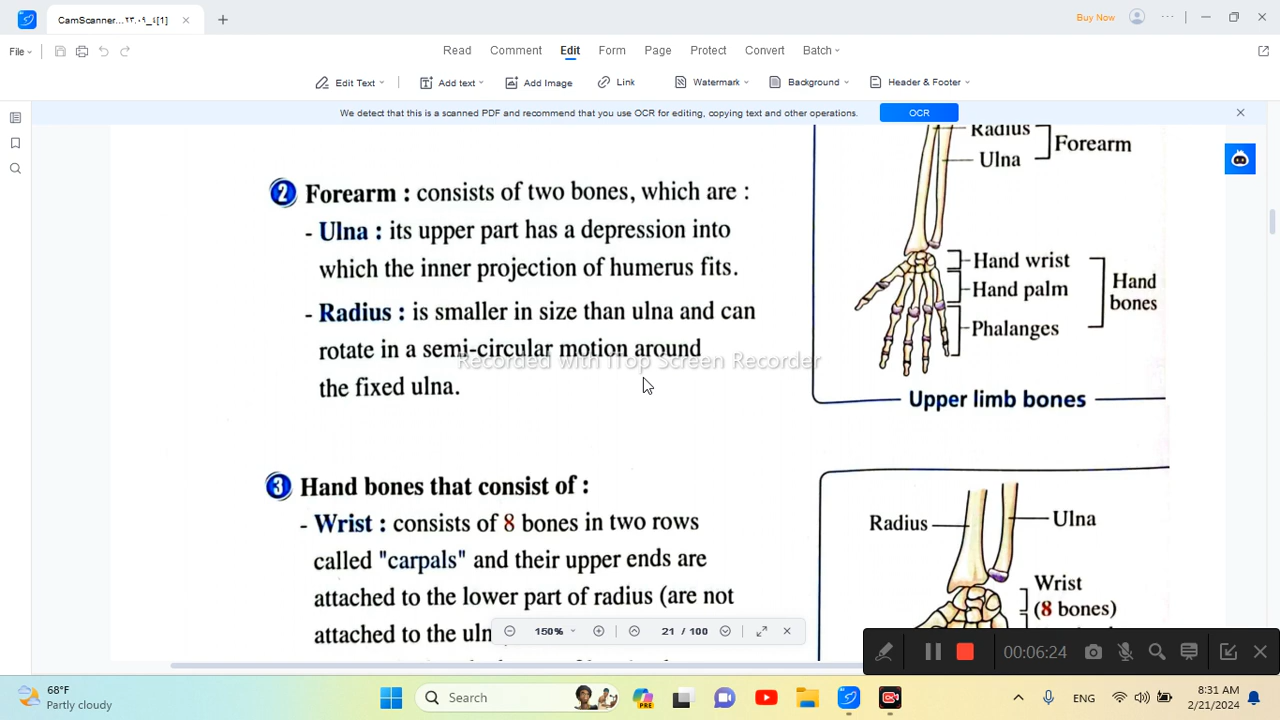 CamScanner...
Buy Now
File
Read Comment Edit Form Page Protect Convert Batch
Edit Text Add text Add Image Link Watermark Background Header & Footer
We detect that this is a scanned PDF and recommend that you use OCR for editing, copying text and other operations. OCR
2 Forearm : consists of two bones, which are :
- Ulna : its upper part has a depression into
which the inner projection of humerus fits.
- Radius : is smaller in size than ulna and can
rotate in a semi-circular motion around
the fixed ulna.
Recorded with iTop Screen Recorder
Radius
Ulna
Forearm
Hand wrist
Hand palm
Phalanges
Hand
bones
Upper limb bones
3 Hand bones that consist of :
- Wrist : consists of 8 bones in two rows
called "carpals" and their upper ends are
attached to the lower part of radius (are not
attached to the uln
Radius
Ulna
Wrist
(8 bones)
150% 21 / 100
00:06:24
68°F
Partly cloudy
Search
PRE
ENG
8:31 AM
2/21/2024